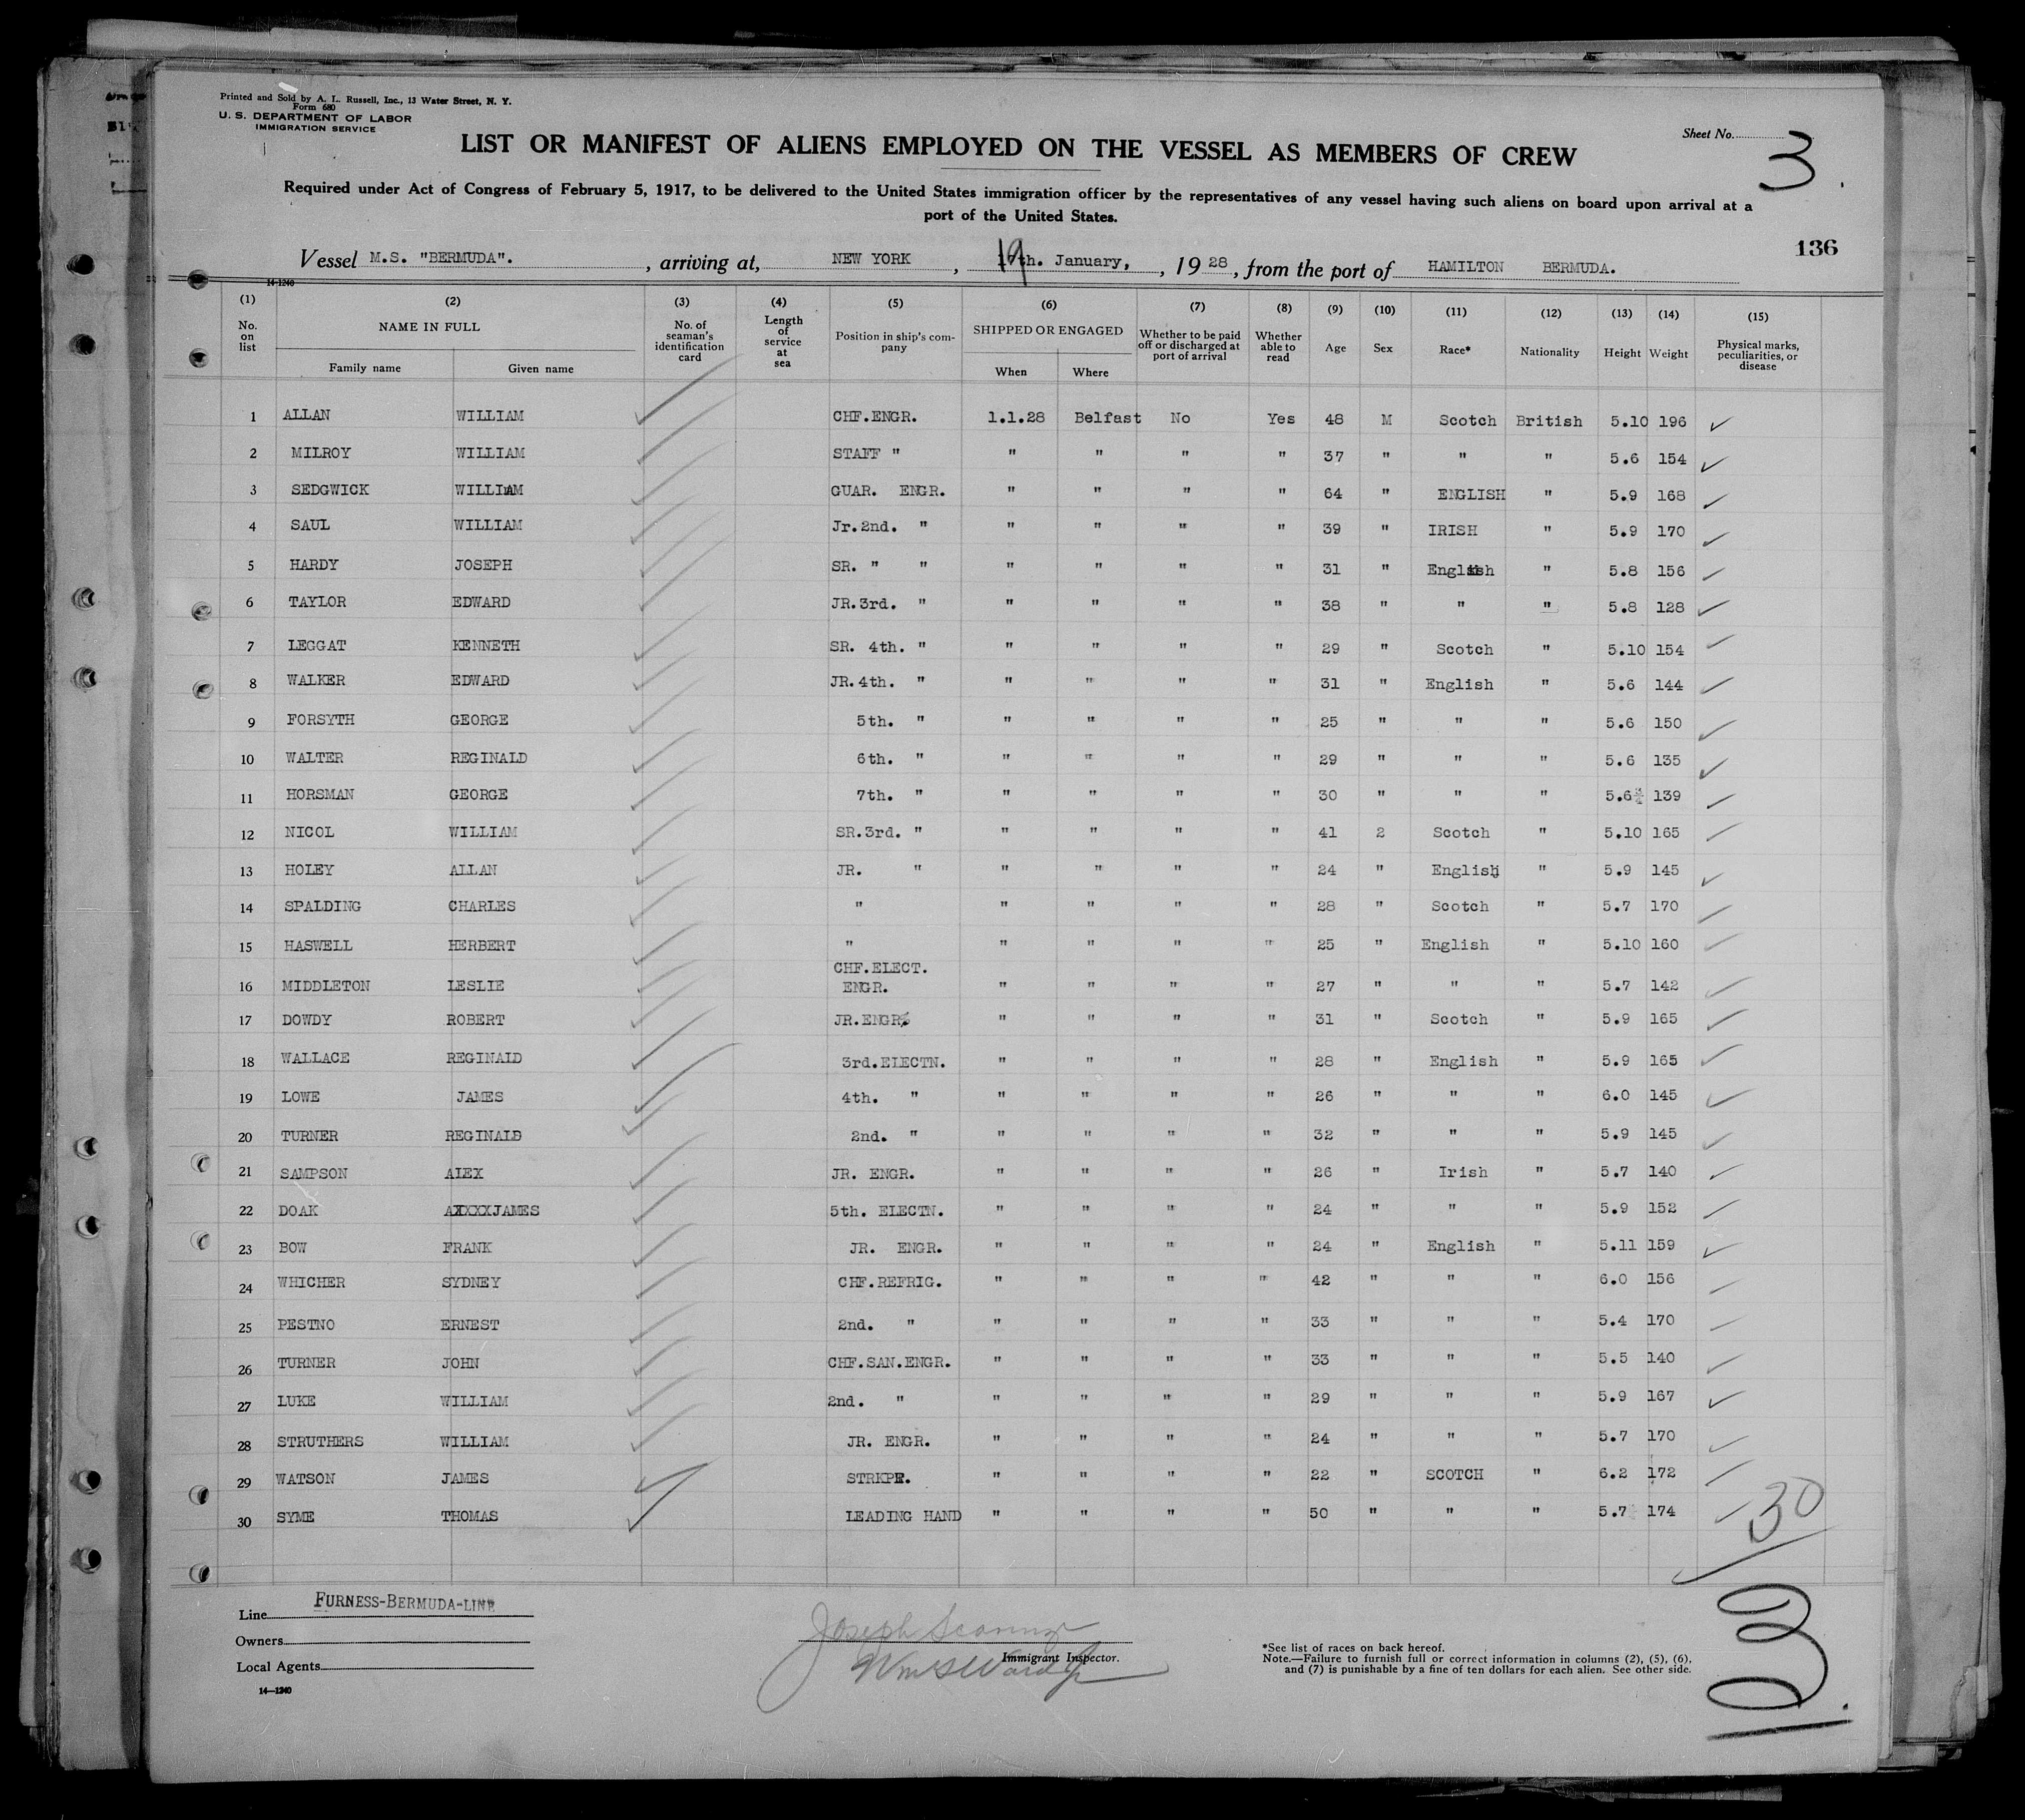 Printed and Sold by A. L. Russell, Inc., 13 Water Street, N. Y.
Form 680
U. S. DEPARTMENT OF LABOR
IMMIGRATION SERVICE
Sheet No. 3
LIST OR MANIFEST OF ALIENS EMPLOYED ON THE VESSEL AS MEMBERS OF CREW
Required under Act of Congress of February 5, 1917, to be delivered to the United States immigration officer by the representatives of any vessel having such aliens on board upon arrival at a
port of the United States.
136
Vessel M.S. "BERMUDA". , arriving at, NEW YORK , 19th. January, , 19 28 , from the port of HAMILTON BERMUDA.
14-1240
(1) No. on list (2) NAME IN FULL Family name Given name (3) No. of seaman's identification card (4) Length of service at sea (5) Position in ship's company (6) SHIPPED OR ENGAGED When Where (7) Whether to be paid off or discharged at port of arrival (8) Whether able to read (9) Age (10) Sex (11) Race* (12) Nationality (13) Height (14) Weight (15) Physical marks, peculiarities, or disease
1 ALLAN WILLIAM CHF.ENGR. 1.1.28 Belfast No Yes 48 M Scotch British 5.10 196
2 MILROY WILLIAM STAFF " " " " " 37 " " " 5.6 154
3 SEDGWICK WILLIAM GUAR. ENGR. " " " " 64 " ENGLISH " 5.9 168
4 SAUL WILLIAM Jr.2nd. " " " " " 39 " IRISH " 5.9 170
5 HARDY JOSEPH SR. " " " " " " 31 " English " 5.8 156
6 TAYLOR EDWARD JR.3rd. " " " " " 38 " " " 5.8 128
7 LEGGAT KENNETH SR. 4th. " " " " " 29 " Scotch " 5.10 154
8 WALKER EDWARD JR.4th. " " " " " 31 " English " 5.6 144
9 FORSYTH GEORGE 5th. " " " " " 25 " " " 5.6 150
10 WALTER REGINALD 6th. " " " " " 29 " " " 5.6 135
11 HORSMAN GEORGE 7th. " " " " " 30 " " " 5.6 139
12 NICOL WILLIAM SR.3rd. " " " " " 41 2 Scotch " 5.10 165
13 HOLEY ALLAN JR. " " " " " 24 " English " 5.9 145
14 SPALDING CHARLES " " " " " 28 " Scotch " 5.7 170
15 HASWELL HERBERT " " " " " 25 " English " 5.10 160
16 MIDDLETON LESLIE CHF.ELECT. ENGR. " " " " 27 " " " 5.7 142
17 DOWDY ROBERT JR.ENGR. " " " " 31 " Scotch " 5.9 165
18 WALLACE REGINALD 3rd.ELECTN. " " " " 28 " English " 5.9 165
19 LOWE JAMES 4th. " " " " " 26 " " " 6.0 145
20 TURNER REGINALD 2nd. " " " " " 32 " " " 5.9 145
21 SAMPSON ALEX JR. ENGR. " " " " 26 " Irish " 5.7 140
22 DOAK AXXXXJAMES 5th. ELECTN. " " " " 24 " " " 5.9 152
23 BOW FRANK JR. ENGR. " " " " 24 " English " 5.11 159
24 WHICHER SYDNEY CHF.REFRIG. " " " " 42 " " " 6.0 156
25 PESTNO ERNEST 2nd. " " " " " 33 " " " 5.4 170
26 TURNER JOHN CHF.SAN.ENGR. " " " " 33 " " " 5.5 140
27 LUKE WILLIAM 2nd. " " " " " 29 " " " 5.9 167
28 STRUTHERS WILLIAM JR. ENGR. " " " " 24 " " " 5.7 170
29 WATSON JAMES STRKPR. " " " " 22 " SCOTCH " 6.2 172
30 SYME THOMAS LEADING HAND " " " " 50 " " " 5.7 174
30
Line FURNESS-BERMUDA-LINE
Owners
Local Agents
14—1240
Joseph
Immigrant Inspector.
Wm S Ward Jr
*See list of races on back hereof.
Note.—Failure to furnish full or correct information in columns (2), (5), (6),
and (7) is punishable by a fine of ten dollars for each alien. See other side.